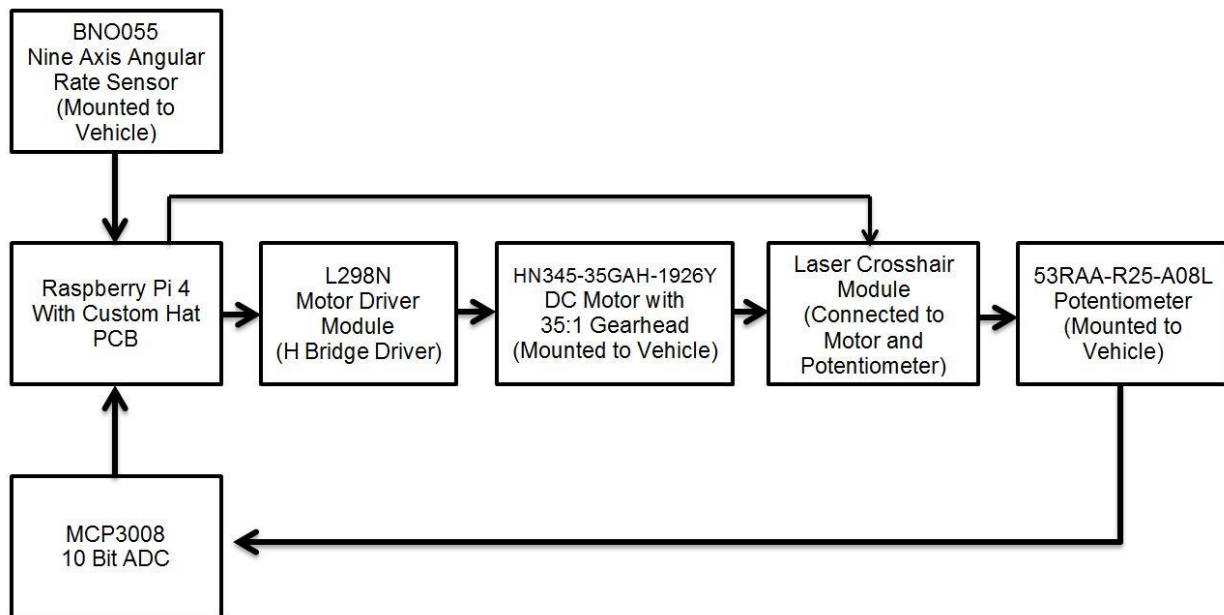 BNO055
Nine Axis Angular
Rate Sensor
(Mounted to
Vehicle)
Raspberry Pi 4
With Custom Hat
PCB
L298N
Motor Driver
Module
(H Bridge Driver)
HN345-35GAH-1926Y
DC Motor with
35:1 Gearhead
(Mounted to Vehicle)
Laser Crosshair
Module
(Connected to
Motor and
Potentiometer)
53RAA-R25-A08L
Potentiometer
(Mounted to
Vehicle)
MCP3008
10 Bit ADC